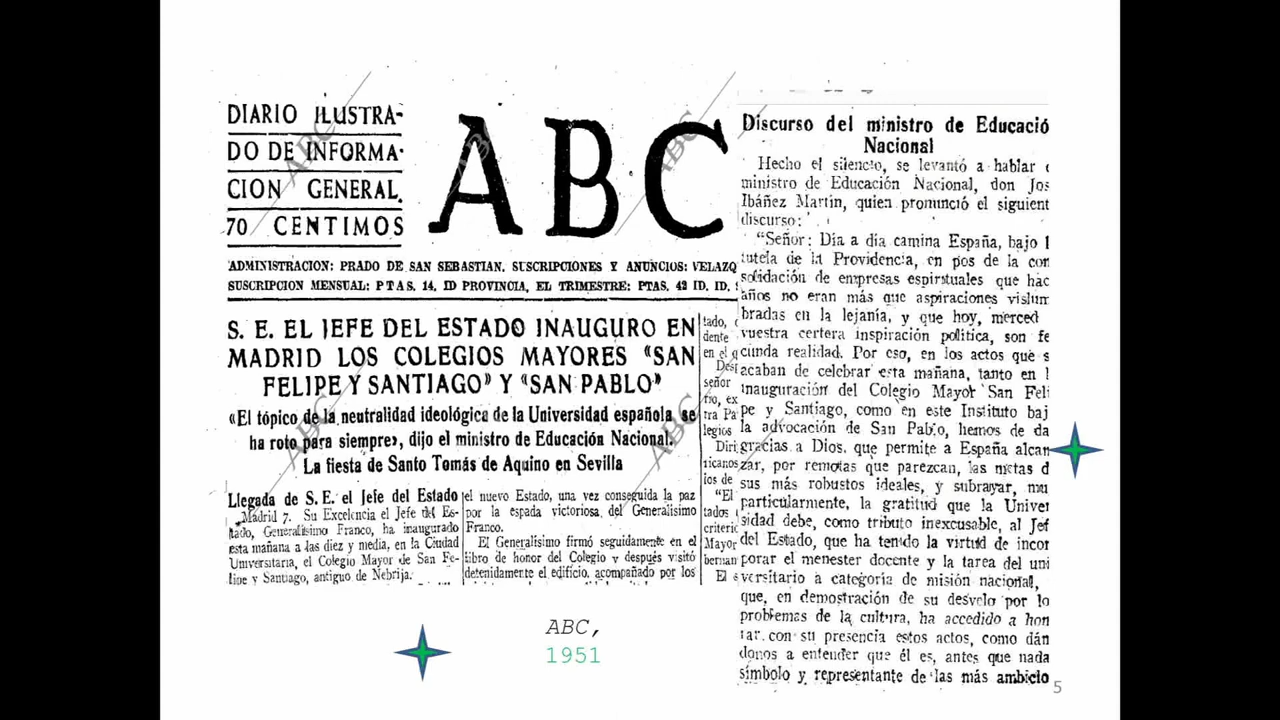 DIARIO ILUSTRA-
DO DE INFORMA-
CION GENERAL.
70 CENTIMOS
ABC
ADMINISTRACION: PRADO DE SAN SEBASTIAN. SUSCRIPCIONES Y ANUNCIOS: VELAZQ
SUSCRIPCION MENSUAL: PTAS. 14. ID PROVINCIA, EL TRIMESTRE: PTAS. 42 ID. ID.
S. E. EL JEFE DEL ESTADO INAUGURO EN
MADRID LOS COLEGIOS MAYORES «SAN
FELIPE Y SANTIAGO» Y «SAN PABLO»
«El tópico de la neutralidad ideológica de la Universidad española se
ha roto para siempre», dijo el ministro de Educación Nacional.
La fiesta de Santo Tomás de Aquino en Sevilla
Llegada de S. E. el Jefe del Estado
Madrid 7. Su Excelencia el Jefe del Es-
tado, Generalísimo Franco, ha inaugurado
esta mañana a las diez y media, en la Ciudad
Universitaria, el Colegio Mayor de San Fe-
lipe y Santiago, antiguo de Nebrija.
el nuevo Estado, una vez conseguida la paz
por la espada victoriosa del Generalísimo
Franco.
El Generalísimo firmó seguidamente en el
libro de honor del Colegio y después visitó
detenidamente el edificio, acompañado por los
tado,
dente
en el
señor
legios
Diri
ricanos
ios de
"El
tados
criteri
Mayor
bernan
Discurso del ministro de Educació
Nacional
Hecho el silencio, se levantó a hablar
ministro de Educación Nacional, don Jos
Ibáñez Martín, quien pronunció el siguient
discurso:
"Señor: Día a día camina España, bajo l
tutela de la Providencia, en pos de la con
solidación de empresas espirituales que hac
años no eran más que aspiraciones vislum
bradas en la lejanía, y que hoy, merced
vuestra certera inspiración política, son fe
cunda realidad. Por eso, en los actos que s
acaban de celebrar esta mañana, tanto en l
inauguración del Colegio Mayor San Feli
pe y Santiago, como en este Instituto baj
la advocación de San Pablo, hemos de da
gracias a Dios, que permite a España alcan
zar, por remotas que parezcan, las metas d
sus más robustos ideales, y subrayar, mu
particularmente, la gratitud que la Univer
sidad debe, como tributo inexcusable, al Jef
del Estado, que ha tenido la virtud de incor
porar el menester docente y la tarea del uni
versitario a categoría de misión nacional,
que, en demostración de su desvelo por lo
problemas de la cultura, ha accedido a hon
rar con su presencia estos actos, como dán
donos a entender que él es, antes que nada
símbolo y representante de las más ambicio
ABC,
1951
5